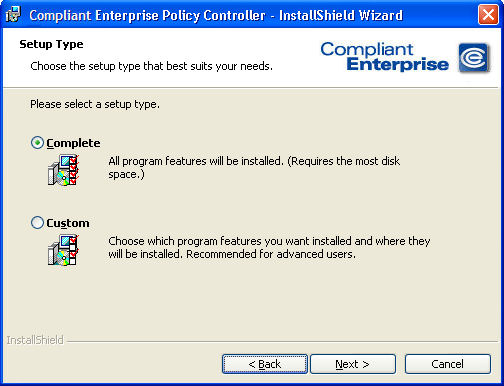 Compliant Enterprise Policy Controller - InstallShield Wizard
Setup Type
Choose the setup type that best suits your needs.
Compliant
Enterprise
Please select a setup type.
Complete
All program features will be installed. (Requires the most disk
space.)
Custom
Choose which program features you want installed and where they
will be installed. Recommended for advanced users.
InstallShield
< Back
Next >
Cancel